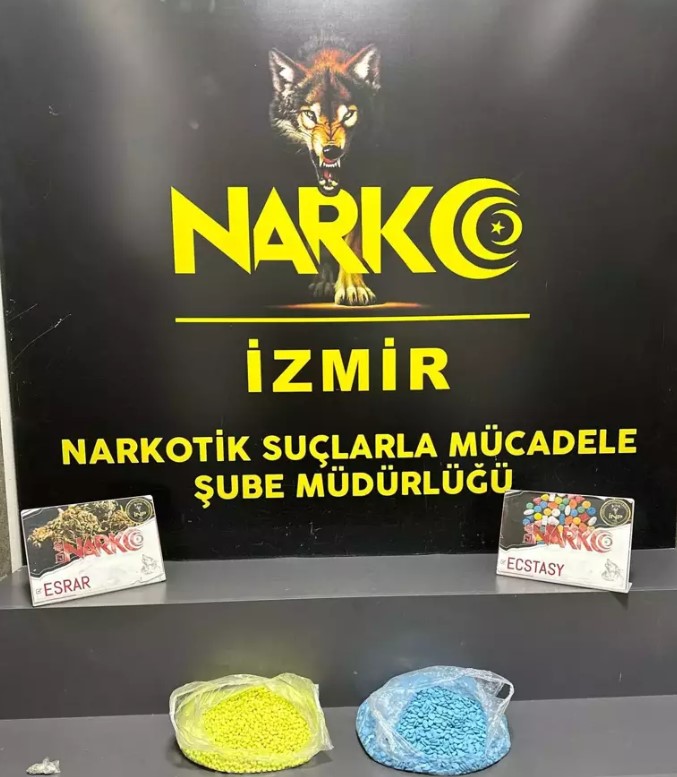 NARKO
İZMİR
NARKOTİK SUÇLARLA MÜCADELE
ŞUBE MÜDÜRLÜĞÜ
NARKO
ESRAR
NARKO
ECSTASY